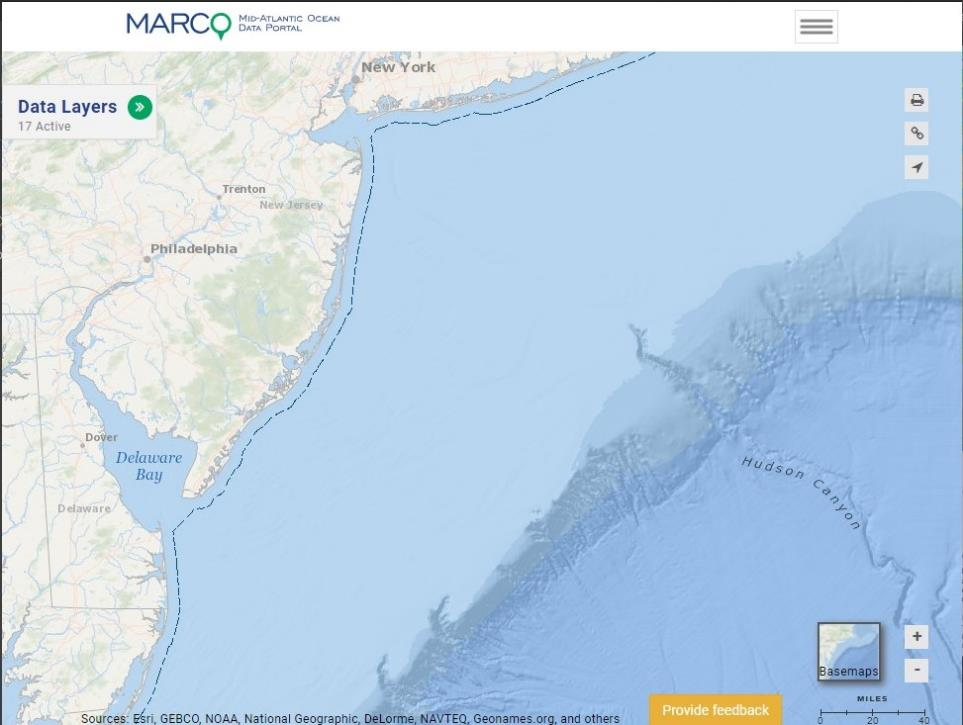 MARCO MID-ATLANTIC OCEAN
DATA PORTAL
New York
Data Layers
17 Active
Trenton
New Jersey
Philadelphia
Dover
Delaware
Bay
Delaware
Hudson Canyon
Basemaps
+
-
MILES
0 20 40
Sources: Esri, GEBCO, NOAA, National Geographic, DeLorme, NAVTEQ, Geonames.org, and others
Provide feedback